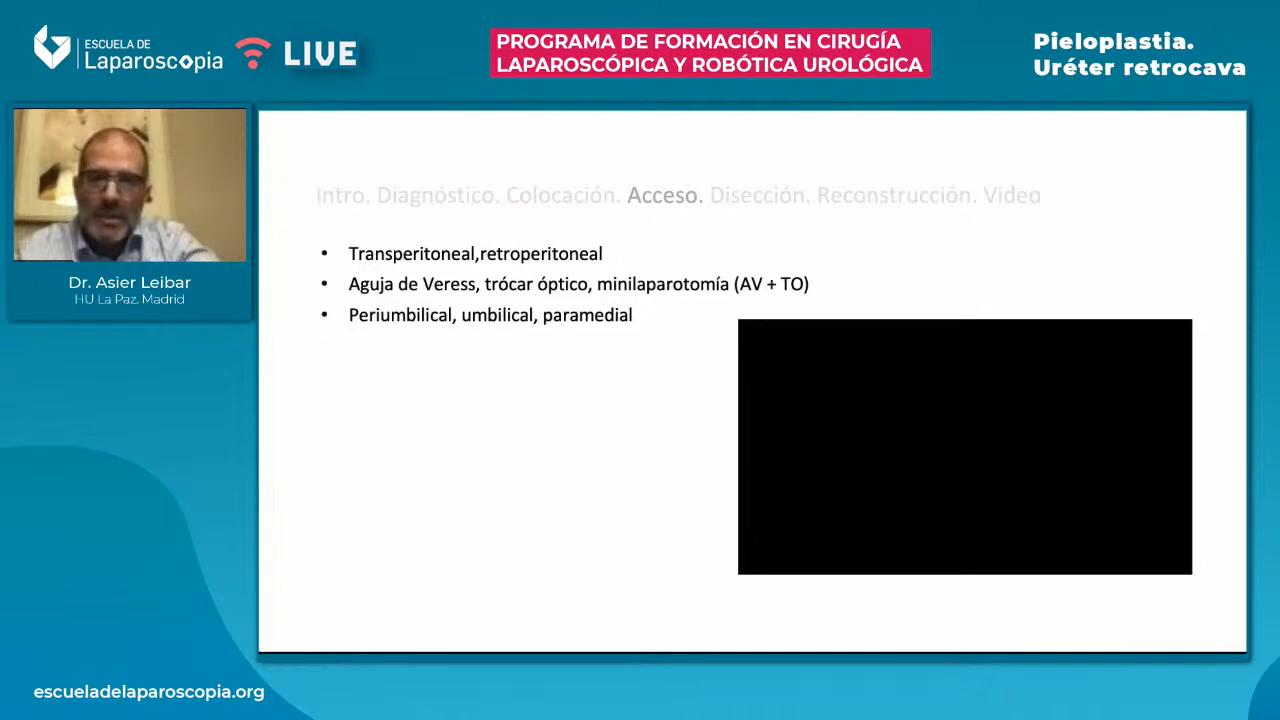 ESCUELA DE
Laparoscopia
LIVE
PROGRAMA DE FORMACIÓN EN CIRUGÍA
LAPAROSCÓPICA Y ROBÓTICA UROLÓGICA
Pieloplastia.
Uréter retrocava
Dr. Asier Leibar
HU La Paz. Madrid
Intro. Diagnóstico. Colocación. Acceso. Disección. Reconstrucción. Vídeo
• Transperitoneal,retroperitoneal
• Aguja de Veress, trócar óptico, minilaparotomía (AV + TO)
• Periumbilical, umbilical, paramedial
escueladelaparoscopia.org